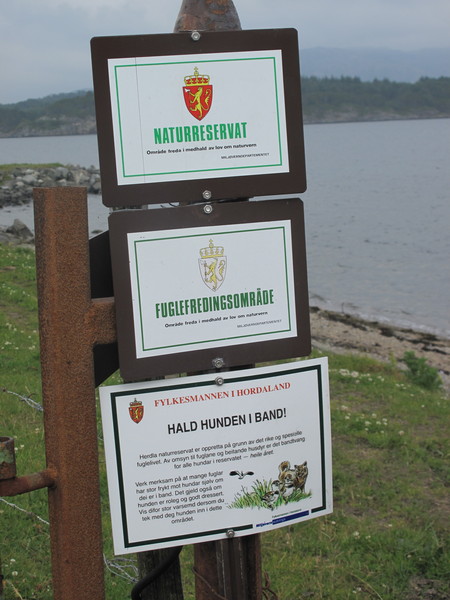 NATURRESERVAT
Område freda i medhald av lov om naturvern
MILJØVERNDEPARTEMENTET
FUGLEFREDINGSOMRÅDE
Område freda i medhald av lov om naturvern
MILJØVERNDEPARTEMENTET
FYLKESMANNEN I HORDALAND
HALD HUNDEN I BAND!
Herdla naturreservat er oppretta på grunn av det rike og spesielle
fuglelivet. Av omsyn til fuglane og beitande husdyr er det bandtvang
for alle hundar i reservatet — heile året.
Verk merksam på at mange fuglar
har stor frykt mot hundar sjølv om
dei er i band. Det gjeld også om
hunden er roleg og godt dressert.
Vis difor stor varsemd dersom du
tek med deg hunden inn i dette
området.